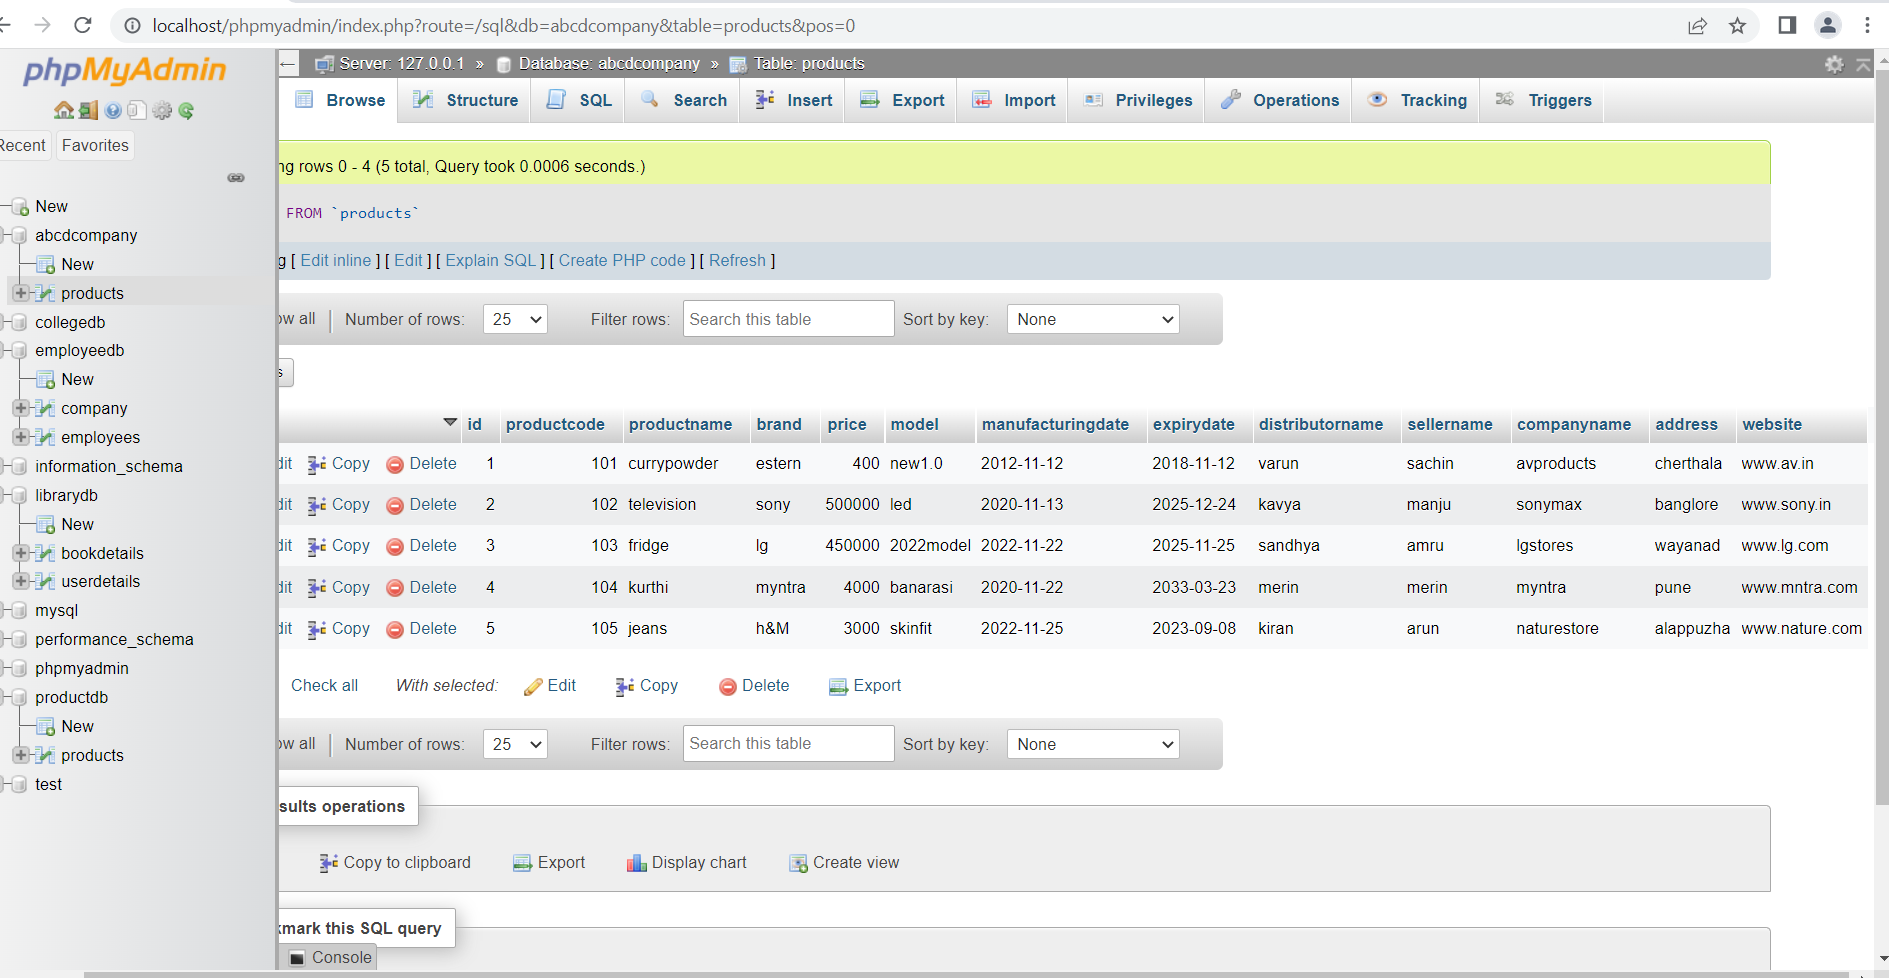 localhost/phpmyadmin/index.php?route=/sql&db=abcdcompany&table=products&pos=0
phpMyAdmin
Recent Favorites
New
abcdcompany
New
products
collegedb
employeedb
New
company
employees
information_schema
librarydb
New
bookdetails
userdetails
mysql
performance_schema
phpmyadmin
productdb
New
products
test
← Server: 127.0.0.1 » Database: abcdcompany » Table: products
Browse Structure SQL Search Insert Export Import Privileges Operations Tracking Triggers
ng rows 0 - 4 (5 total, Query took 0.0006 seconds.)
FROM `products`
g [ Edit inline ] [ Edit ] [ Explain SQL ] [ Create PHP code ] [ Refresh ]
ow all | Number of rows: 25 Filter rows: Search this table Sort by key: None
s
id productcode productname brand price model manufacturingdate expirydate distributorname sellername companyname address website
dit Copy Delete 1 101 currypowder estern 400 new1.0 2012-11-12 2018-11-12 varun sachin avproducts cherthala www.av.in
dit Copy Delete 2 102 television sony 500000 led 2020-11-13 2025-12-24 kavya manju sonymax banglore www.sony.in
dit Copy Delete 3 103 fridge lg 450000 2022model 2022-11-22 2025-11-25 sandhya amru lgstores wayanad www.lg.com
dit Copy Delete 4 104 kurthi myntra 4000 banarasi 2020-11-22 2033-03-23 merin merin myntra pune www.mntra.com
dit Copy Delete 5 105 jeans h&M 3000 skinfit 2022-11-25 2023-09-08 kiran arun naturestore alappuzha www.nature.com
Check all With selected: Edit Copy Delete Export
ow all | Number of rows: 25 Filter rows: Search this table Sort by key: None
sults operations
Copy to clipboard Export Display chart Create view
kmark this SQL query
Console